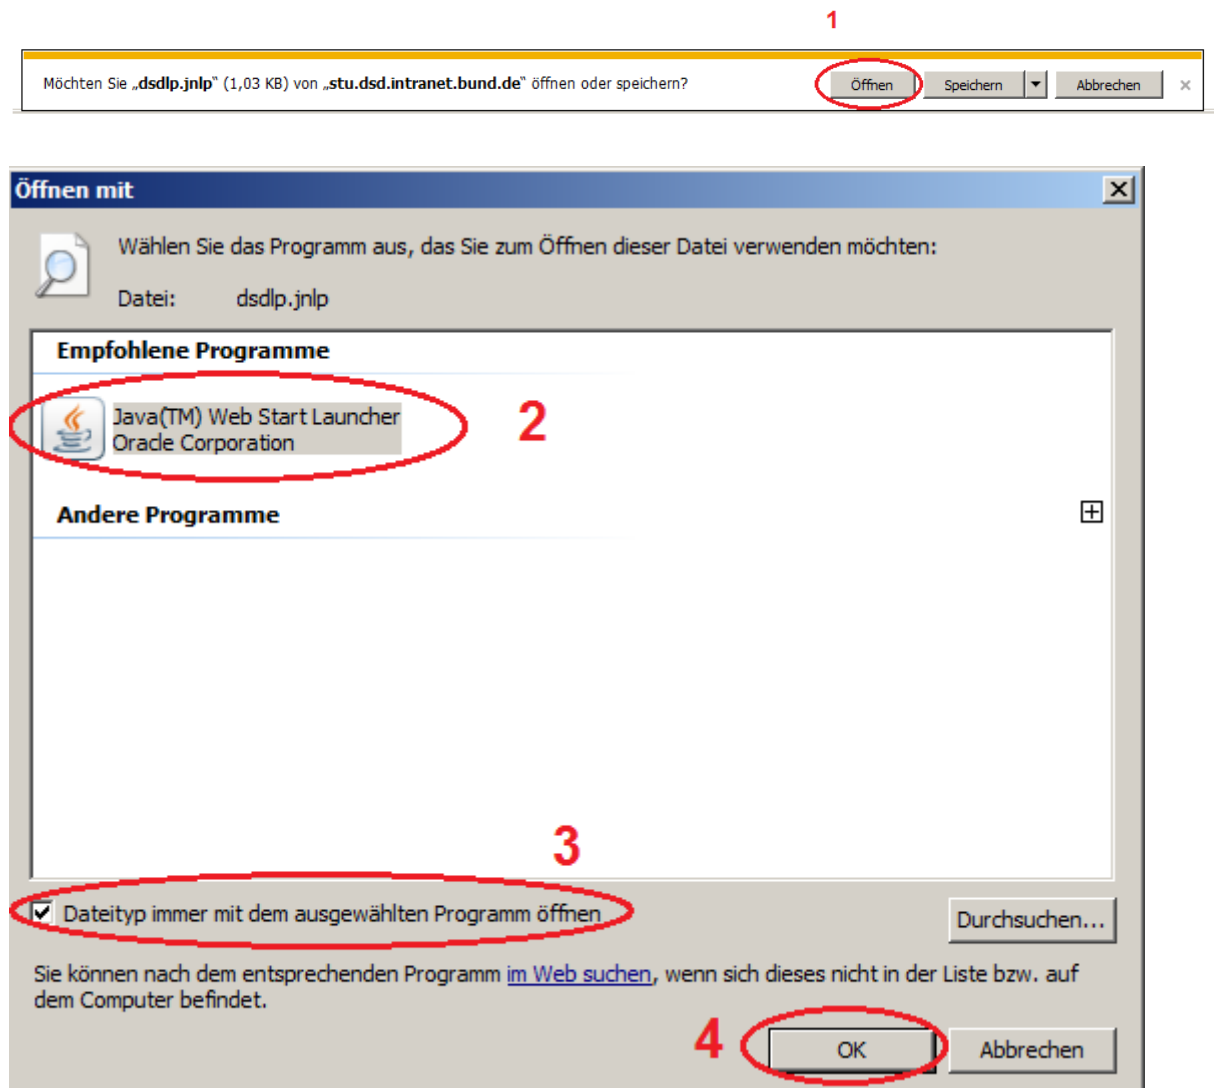 1
Möchten Sie „dsdlp.jnlp“ (1,03 KB) von „stu.dsd.intranet.bund.de“ öffnen oder speichern?
Öffnen
Speichern
Abbrechen
Öffnen mit
Wählen Sie das Programm aus, das Sie zum Öffnen dieser Datei verwenden möchten:
Datei: dsdlp.jnlp
Empfohlene Programme
Java(TM) Web Start Launcher
Oracle Corporation
2
Andere Programme
3
Dateityp immer mit dem ausgewählten Programm öffnen
Durchsuchen...
Sie können nach dem entsprechenden Programm im Web suchen, wenn sich dieses nicht in der Liste bzw. auf
dem Computer befindet.
4
OK
Abbrechen